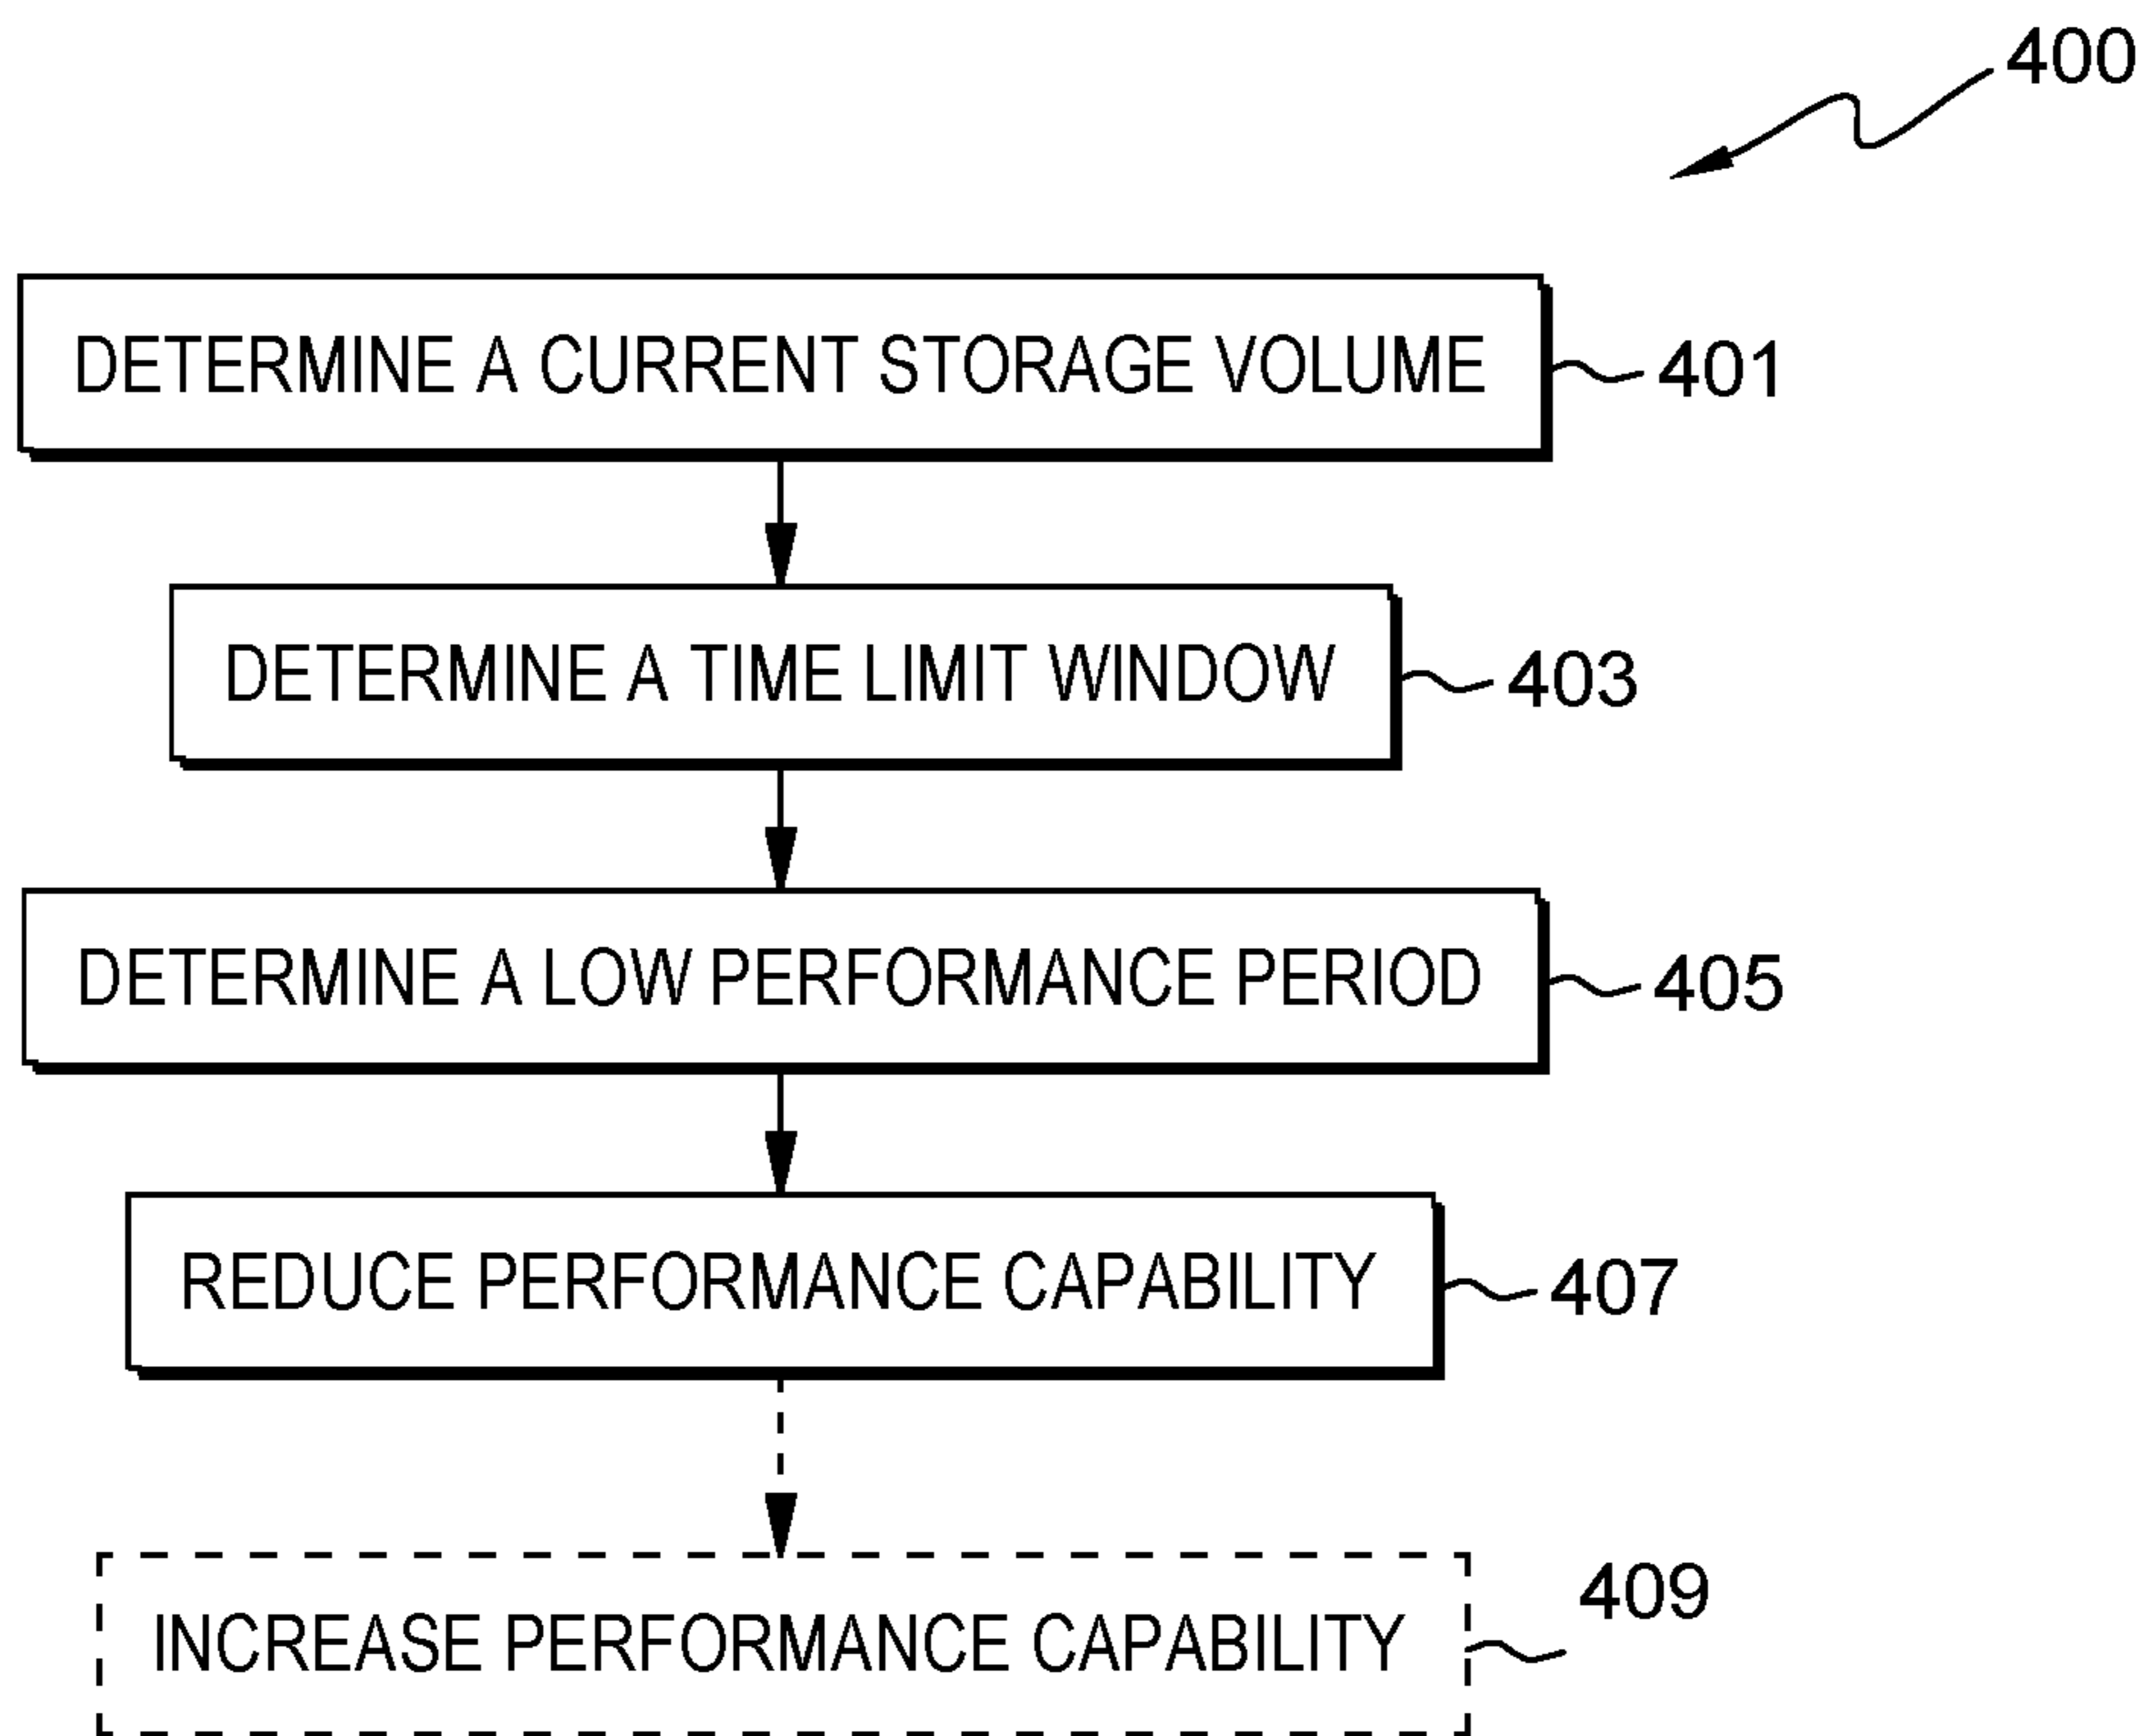 400
DETERMINE A CURRENT STORAGE VOLUME
401
DETERMINE A TIME LIMIT WINDOW
403
DETERMINE A LOW PERFORMANCE PERIOD
405
REDUCE PERFORMANCE CAPABILITY
407
INCREASE PERFORMANCE CAPABILITY
409